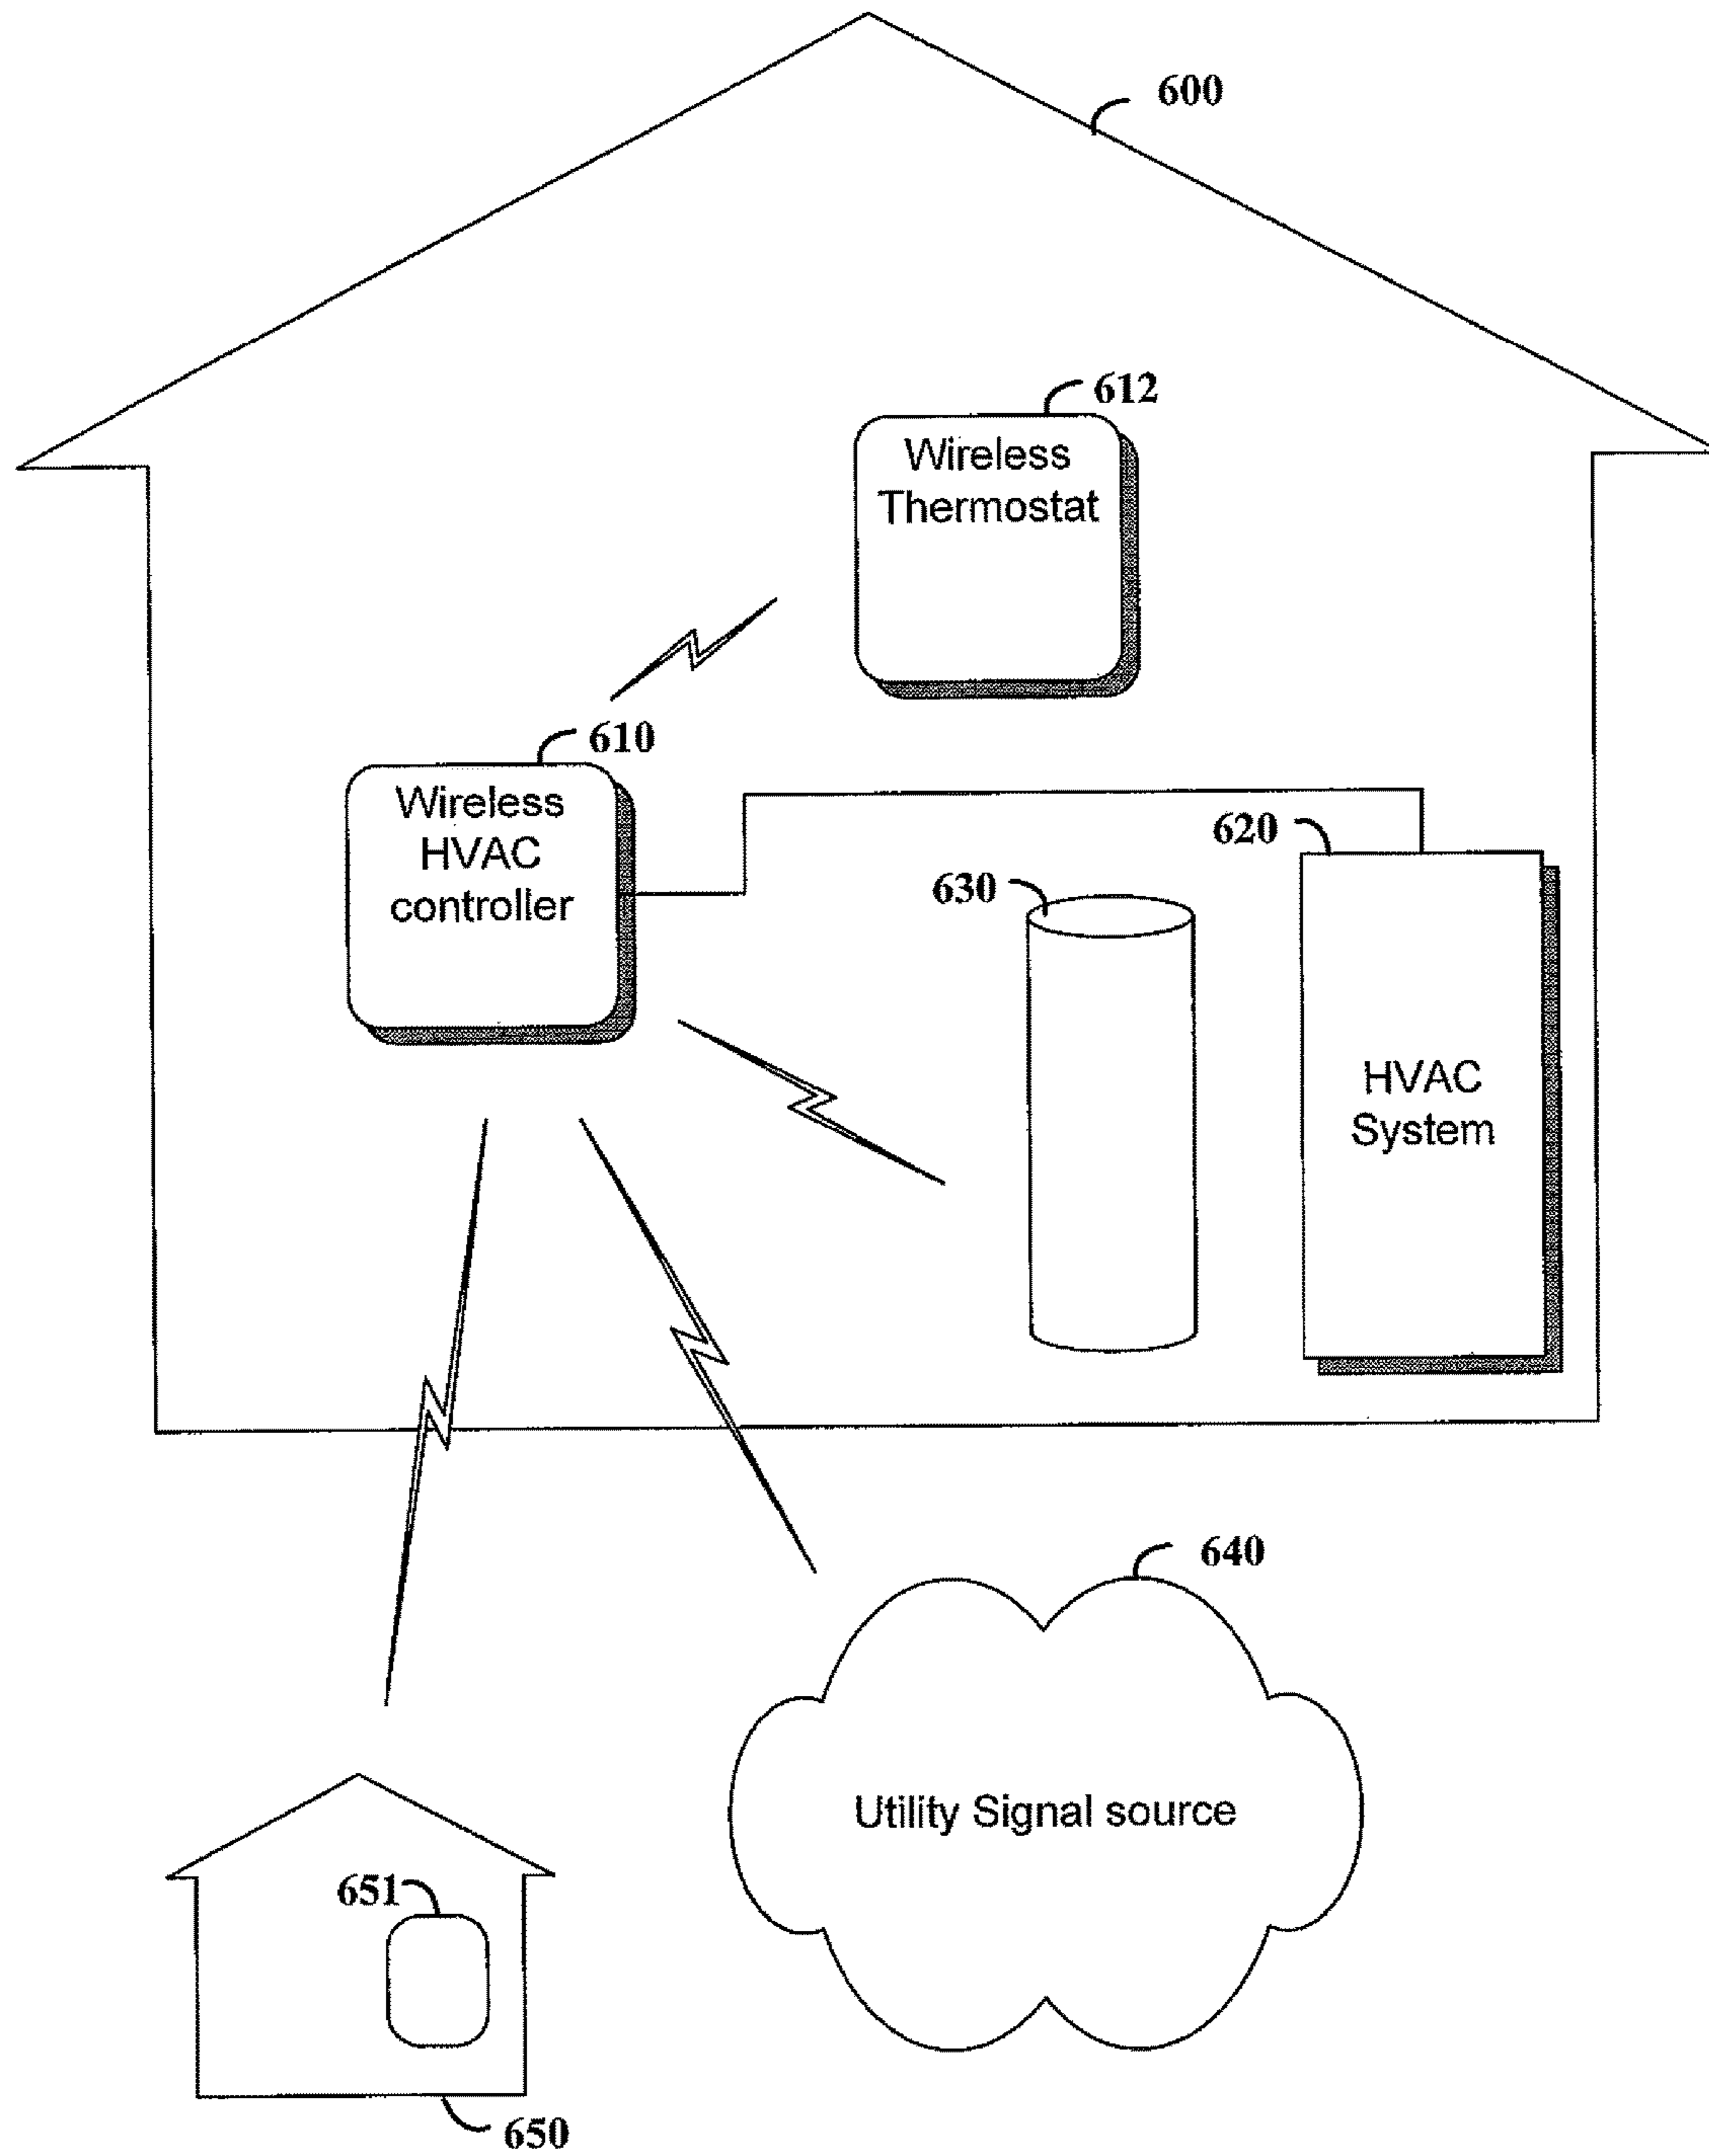 600
612
Wireless
Thermostat
610
Wireless
HVAC
controller
620
630
HVAC
System
640
Utility Signal source
651
650